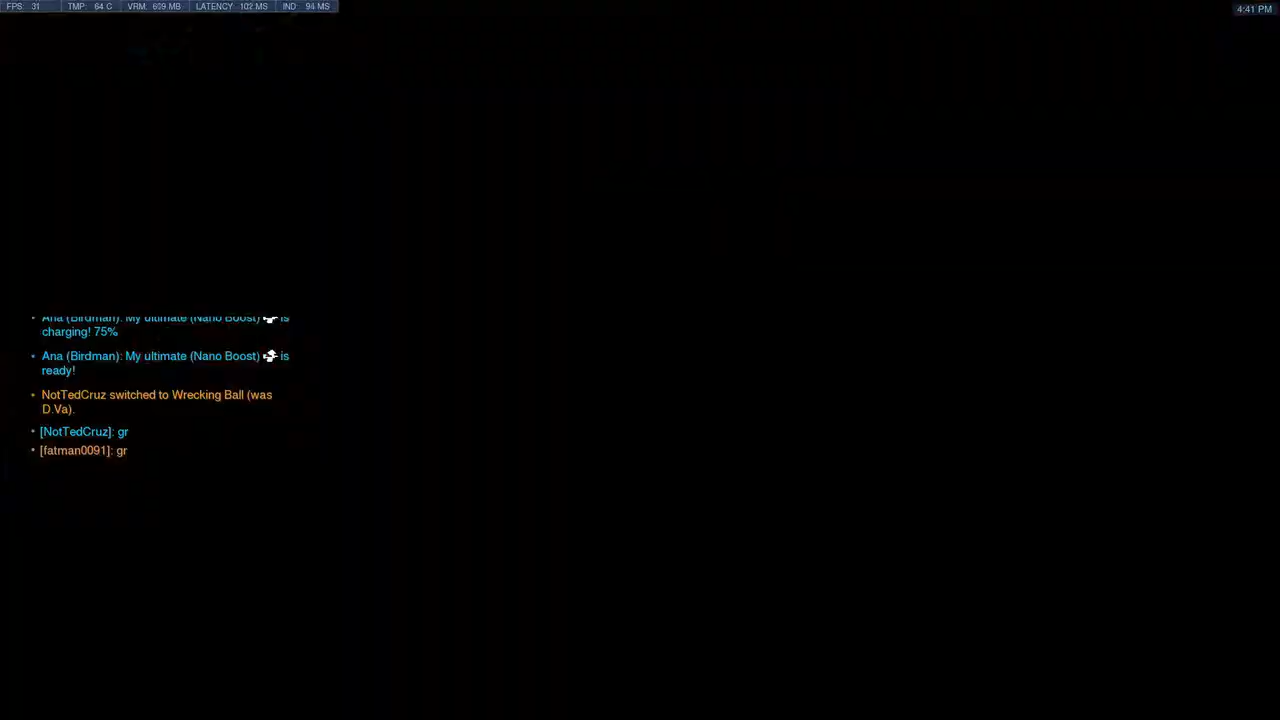 FPS: 31 TMP: 64 C VRM: 609 MB LATENCY 102 MS IND 94 MS
4:41 PM
Ana (Birdman): My ultimate (Nano Boost) is
charging! 75%
Ana (Birdman): My ultimate (Nano Boost) is
ready!
NotTedCruz switched to Wrecking Ball (was
D.Va).
[NotTedCruz]: gr
[fatman0091]: gr